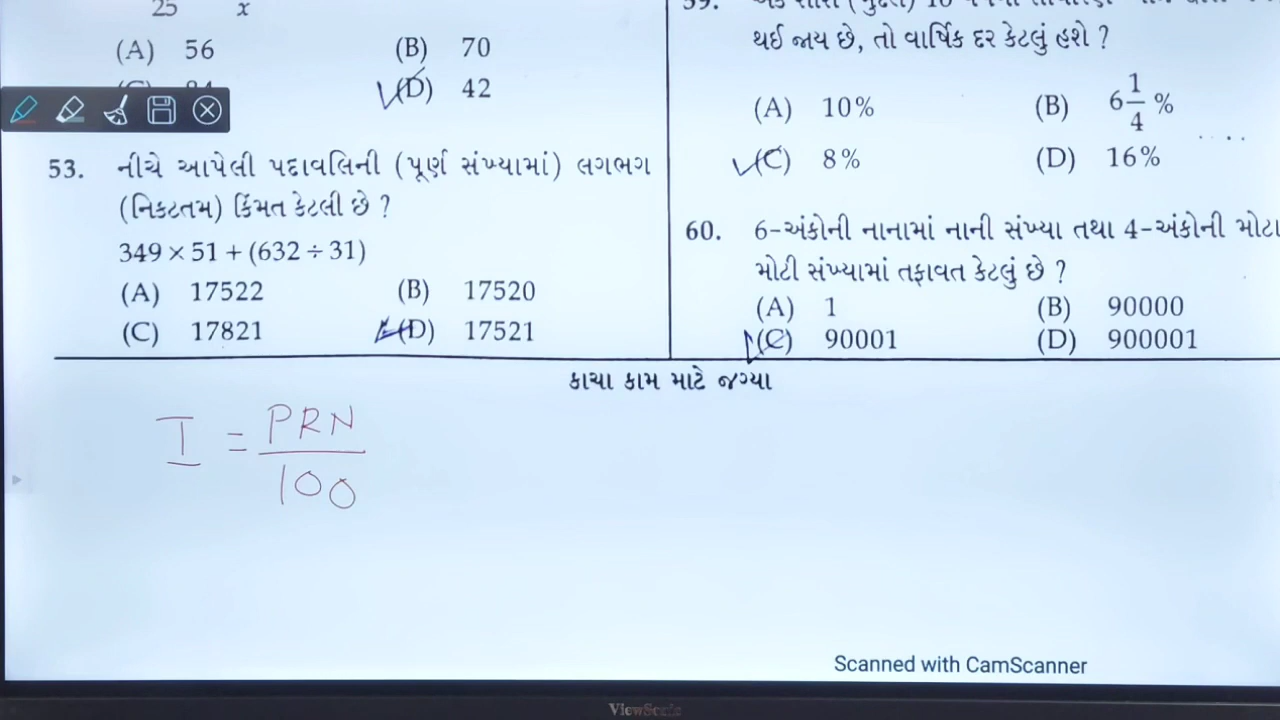 25 x
(A) 56 (B) 70
(D) 42
53. નીચે આપેલી પદાવલિની (પૂર્ણ સંખ્યામાં) લગભગ
(નિકટતમ) કિંમત કેટલી છે ?
349 × 51 + (632 ÷ 31)
(A) 17522 (B) 17520
(C) 17821 (D) 17521
59.
થઈ જાય છે, તો વાર્ષિક દર કેટલું હશે ?
(A) 10% (B) 6 1/4 %
(C) 8% (D) 16%
60. 6-અંકોની નાનામાં નાની સંખ્યા તથા 4-અંકોની મોટા
મોટી સંખ્યામાં તફાવત કેટલું છે ?
(A) 1 (B) 90000
(C) 90001 (D) 900001
કાચા કામ માટે જગ્યા
I = PRN
100
Scanned with CamScanner
ViewSonic